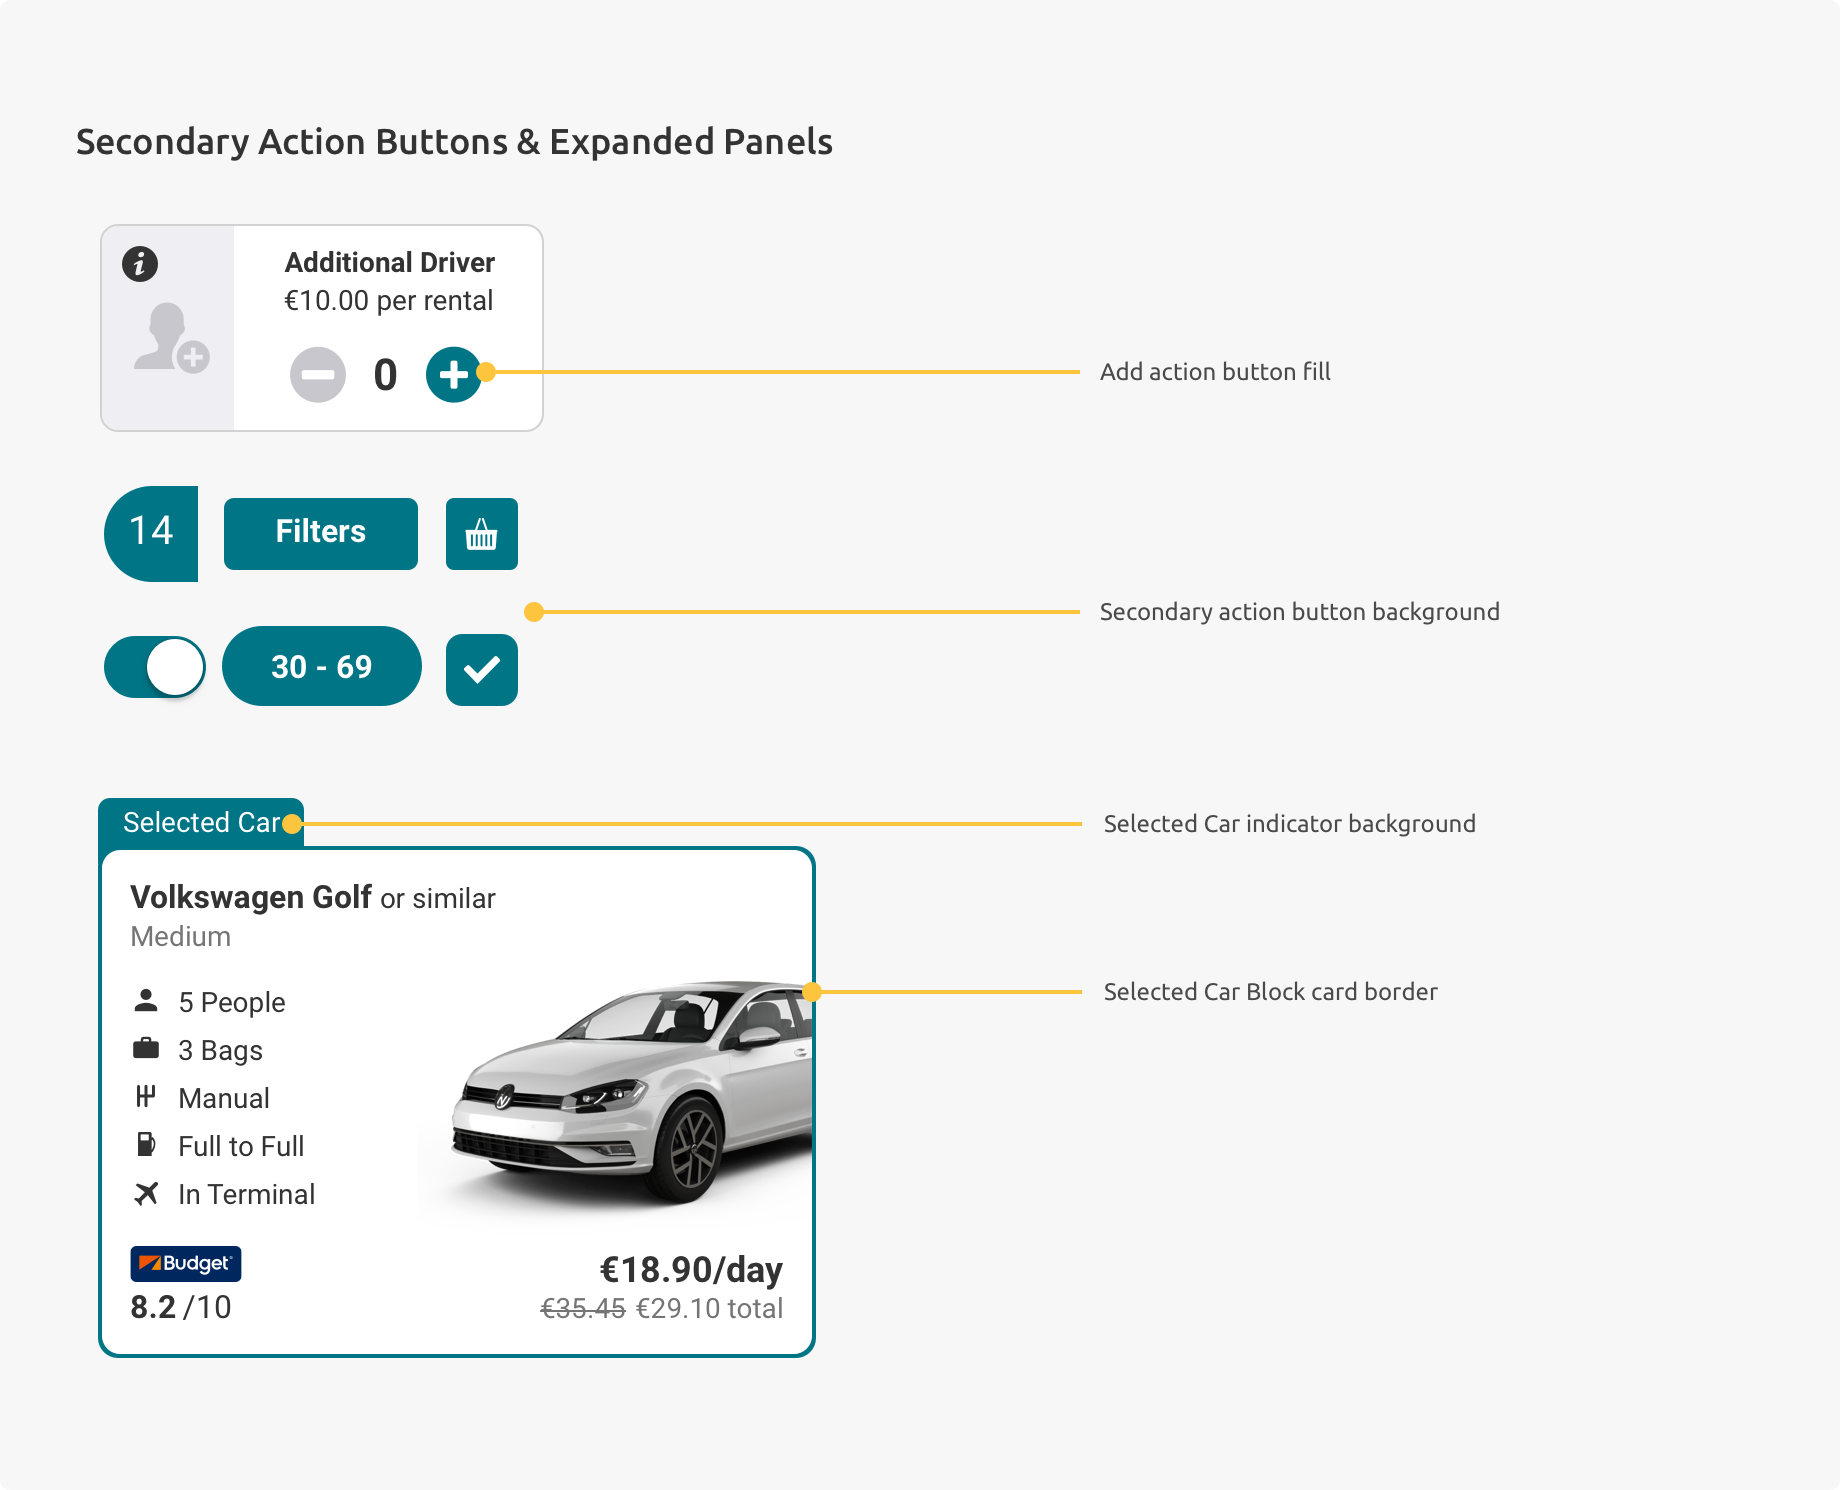 Secondary Action Buttons & Expanded Panels
i
Additional Driver
€10.00 per rental
0
Add action button fill
14
Filters
Secondary action button background
30 - 69
Selected Car
Selected Car indicator background
Volkswagen Golf or similar
Medium
Selected Car Block card border
5 People
3 Bags
Manual
Full to Full
In Terminal
Budget
€18.90/day
8.2 /10
€35.45 €29.10 total